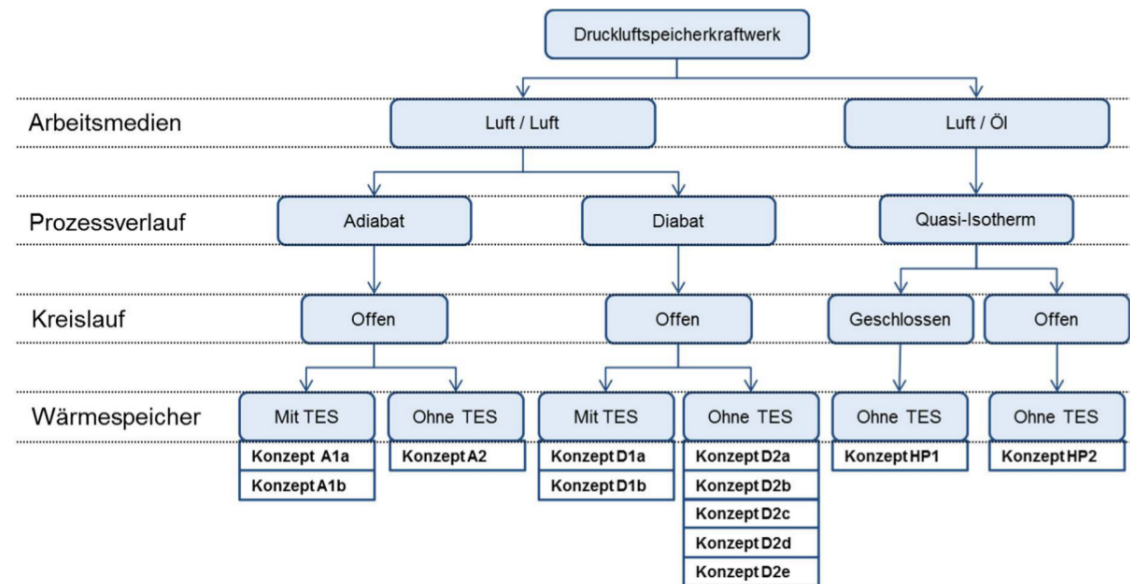 Druckluftspeicherkraftwerk
Arbeitsmedien
Luft / Luft
Luft / Öl
Prozessverlauf
Adiabat
Diabat
Quasi-Isotherm
Kreislauf
Offen
Offen
Geschlossen
Offen
Wärmespeicher
Mit TES
Ohne TES
Mit TES
Ohne TES
Ohne TES
Ohne TES
Konzept A1a
Konzept A2
Konzept D1a
Konzept D2a
Konzept HP1
Konzept HP2
Konzept A1b
Konzept D1b
Konzept D2b
Konzept D2c
Konzept D2d
Konzept D2e